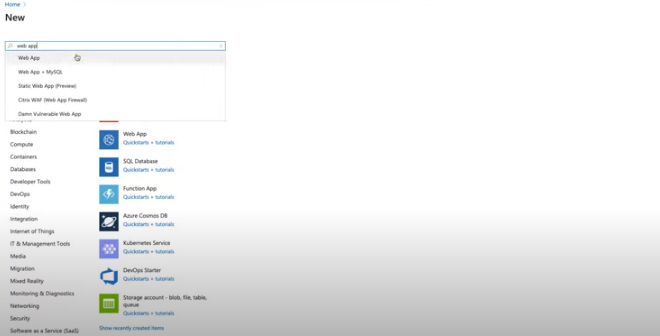 Home >
New
web app
Web App
Web App + MySQL
Static Web App (Preview)
Citrix WAF (Web App Firewall)
Damn Vulnerable Web App
Blockchain
Compute
Containers
Databases
Developer Tools
DevOps
Identity
Integration
Internet of Things
IT & Management Tools
Media
Migration
Mixed Reality
Monitoring & Diagnostics
Networking
Security
Software as a Service (SaaS)
Web App
Quickstarts + tutorials
SQL Database
Quickstarts + tutorials
Function App
Quickstarts + tutorials
Azure Cosmos DB
Quickstarts + tutorials
Kubernetes Service
Quickstarts + tutorials
DevOps Starter
Quickstarts + tutorials
Storage account - blob, file, table,
queue
Quickstarts + tutorials
Show recently created items